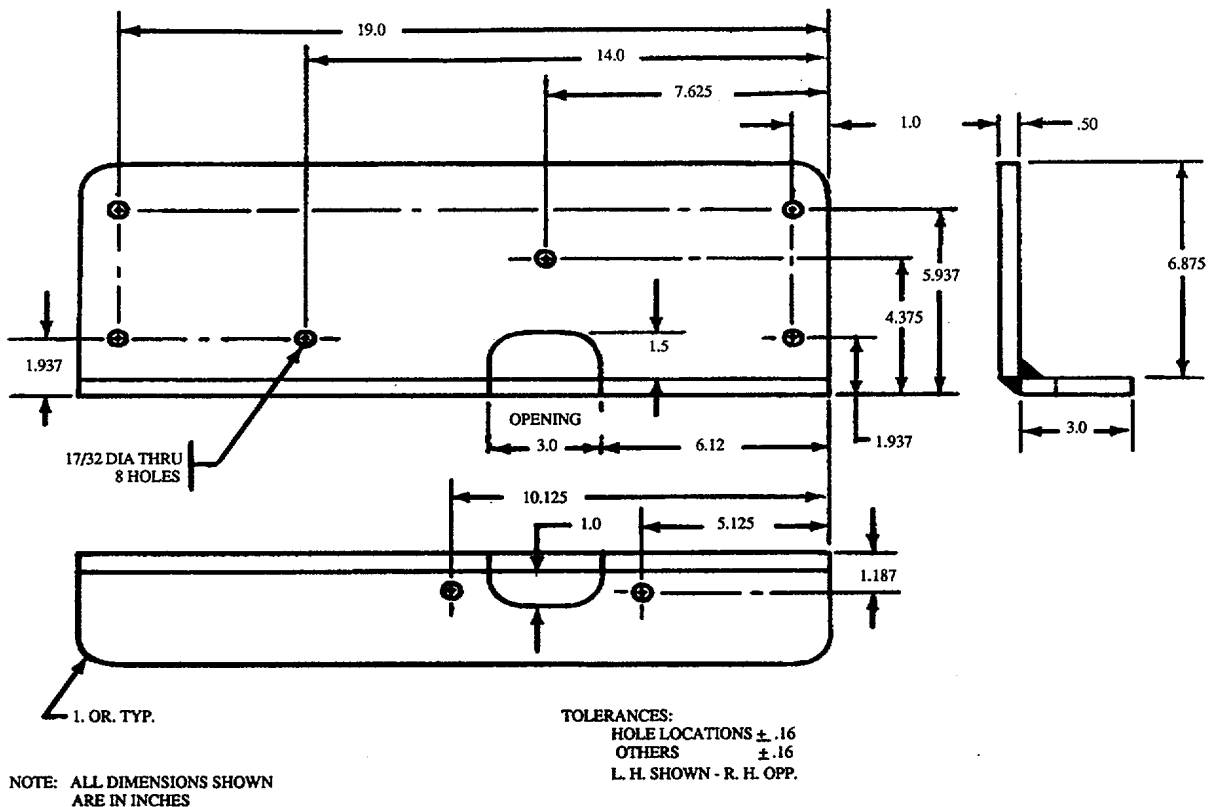 19.0
14.0
7.625
1.0
.50
6.875
5.937
4.375
1.5
1.937
OPENING
3.0
6.12
1.937
3.0
17/32 DIA THRU
8 HOLES
10.125
1.0
5.125
1.187
1. OR. TYP.
TOLERANCES:
HOLE LOCATIONS ± .16
OTHERS ± .16
L. H. SHOWN - R. H. OPP.
NOTE: ALL DIMENSIONS SHOWN
ARE IN INCHES